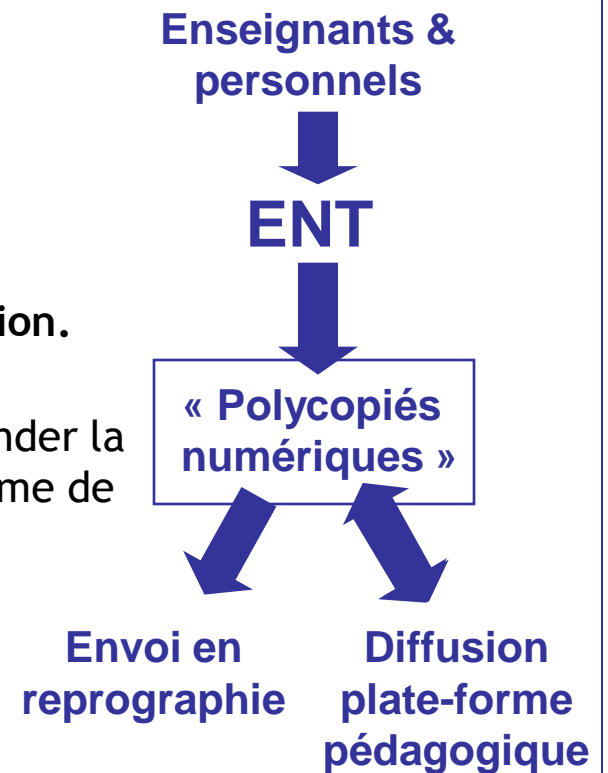 Enseignants &
personnels
ENT
ion.
« Polycopiés
numériques »
nder la
me de
Envoi en
reprographie
Diffusion
plate-forme
pédagogique